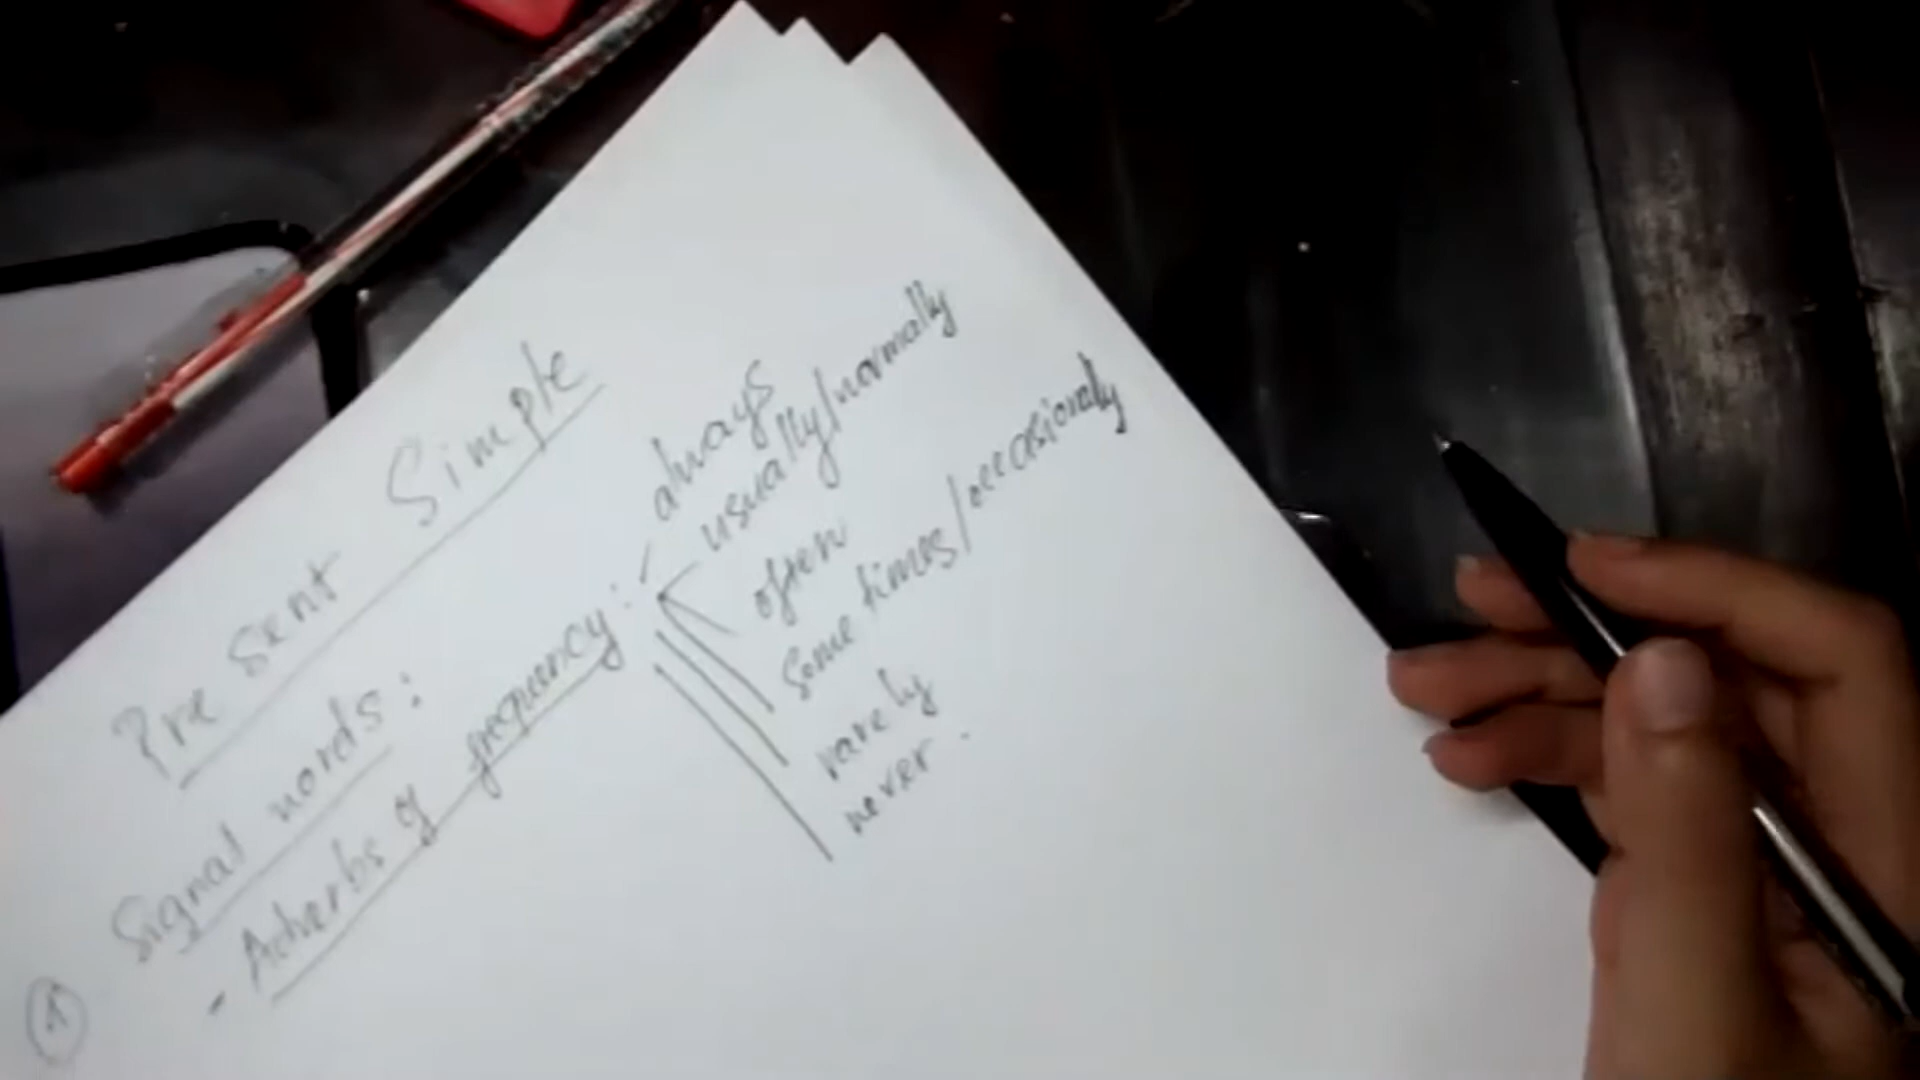 Present Simple
① Signal words:
- Adverbs of frequency:
always
usually/normally
often
sometimes/occasionally
rarely
never.